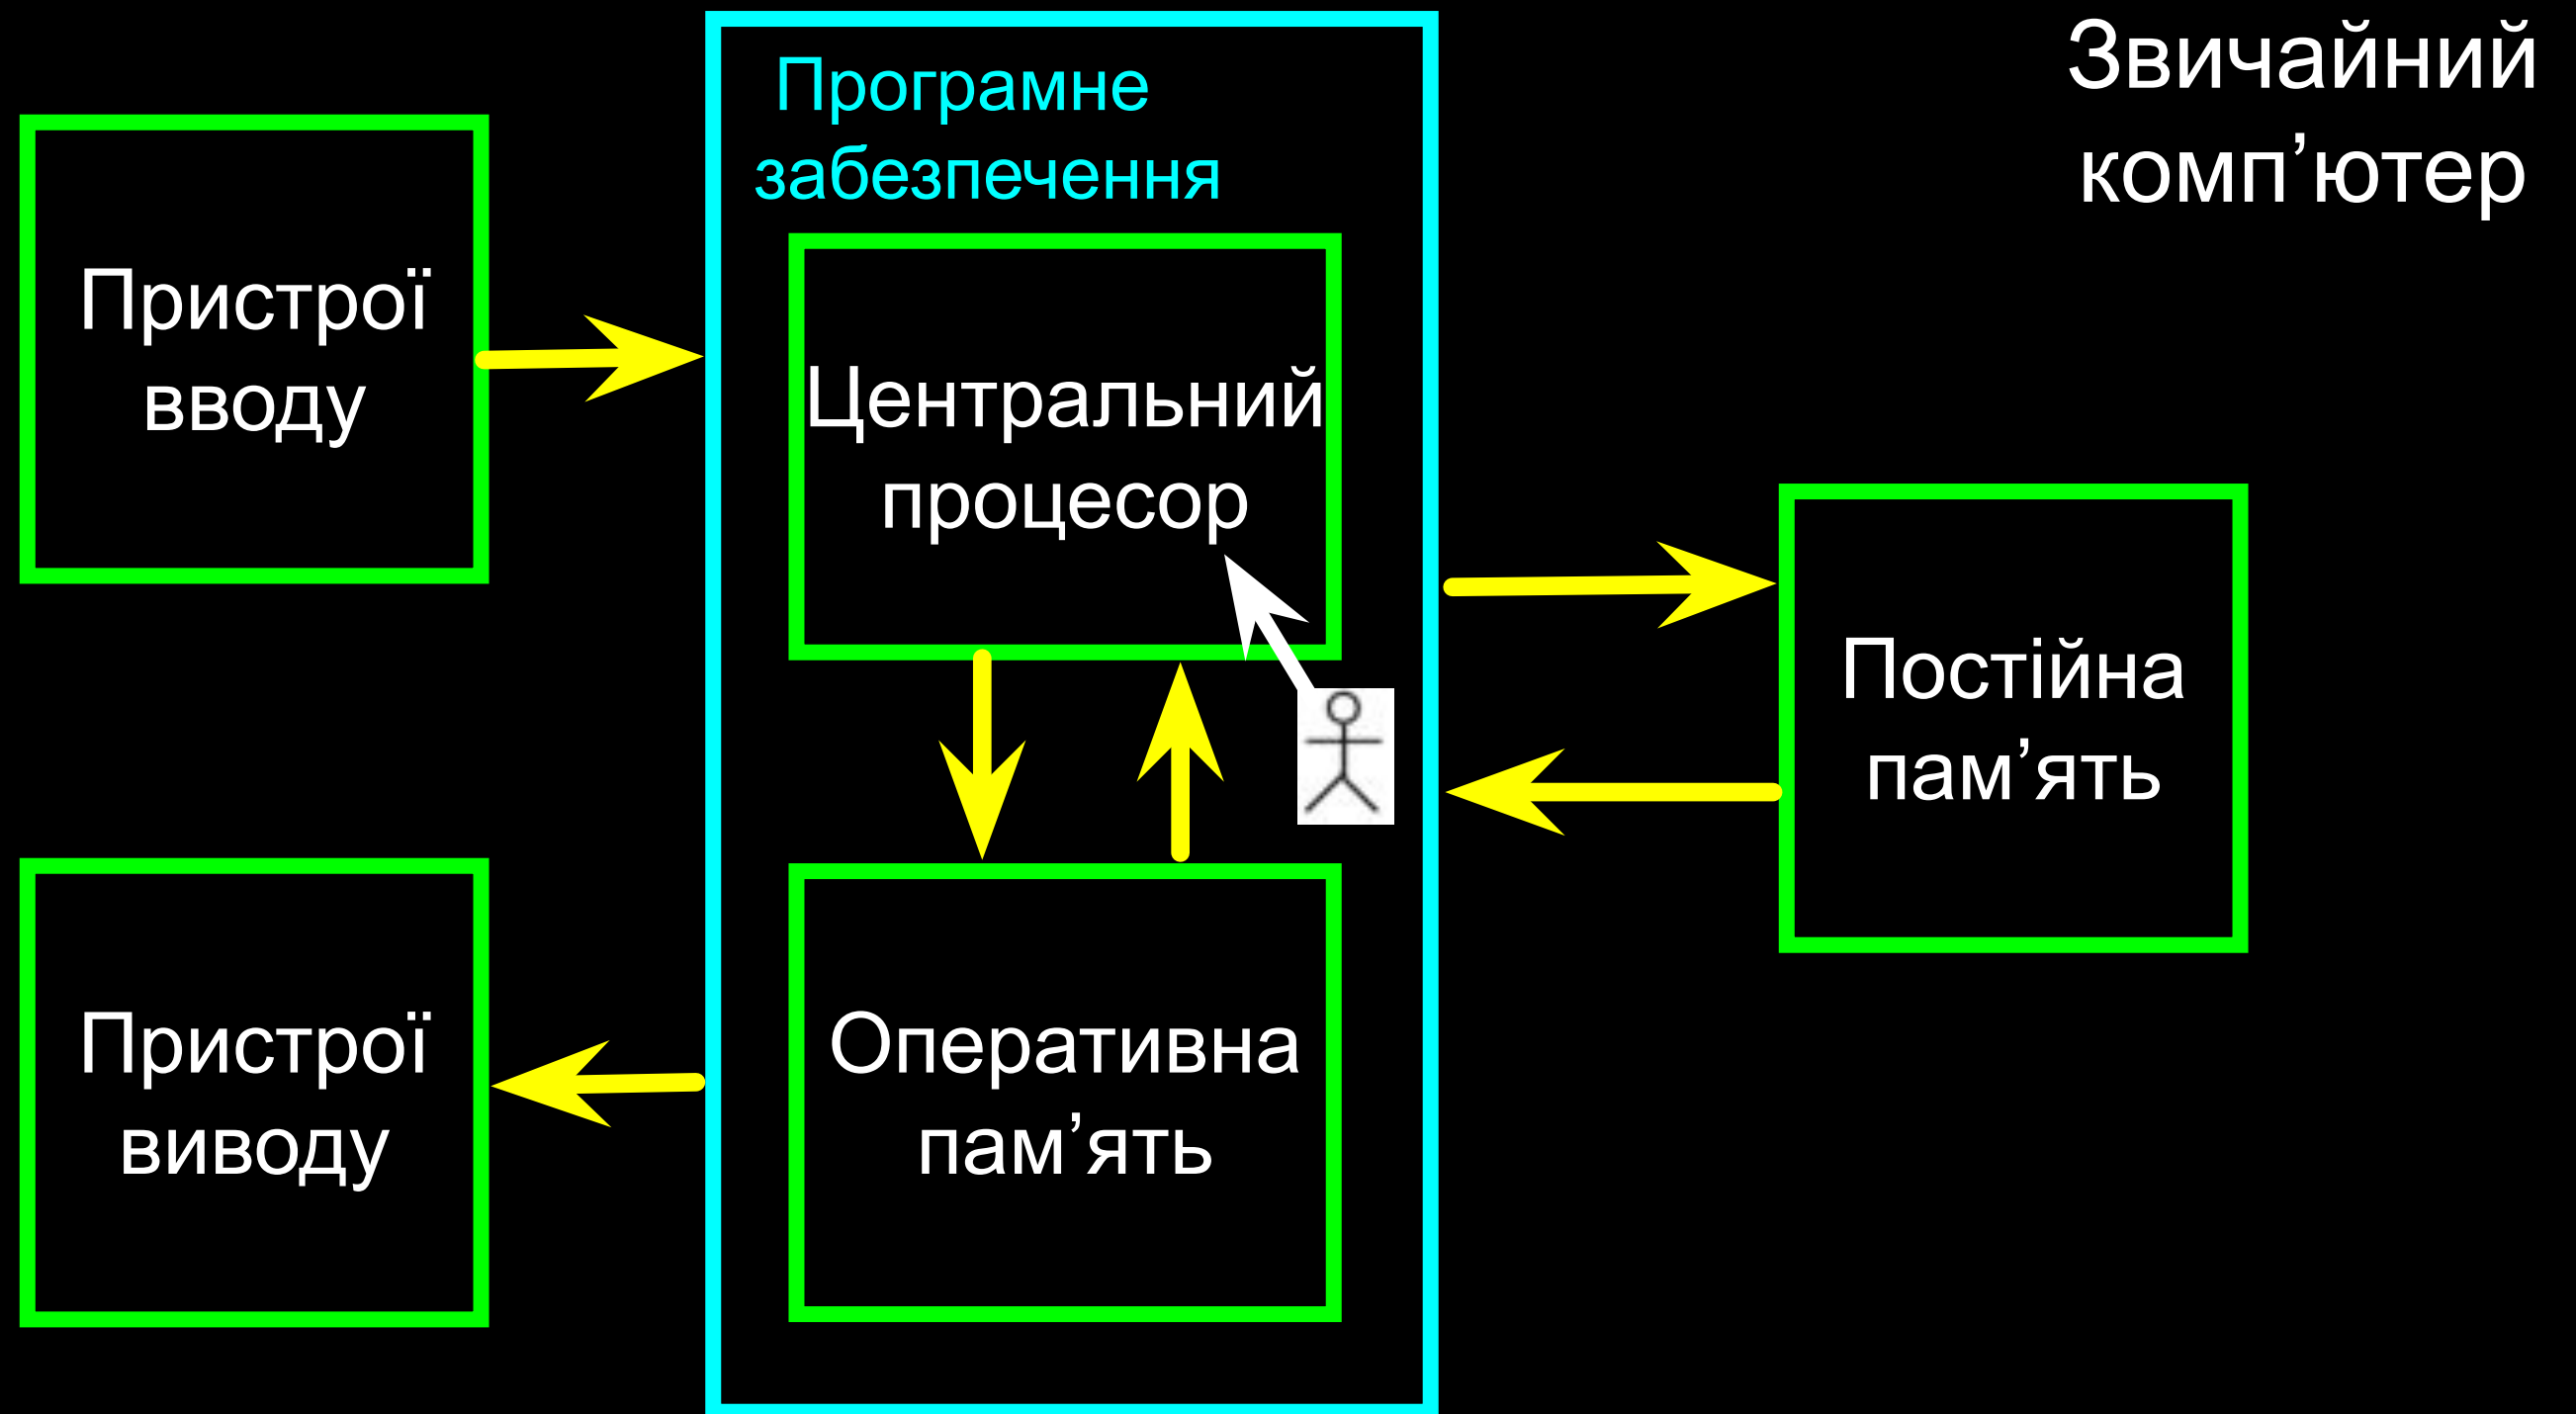 Звичайний
комп’ютер
Програмне
забезпечення
Пристрої
вводу
Центральний
процесор
Постійна
пам’ять
Пристрої
виводу
Оперативна
пам’ять